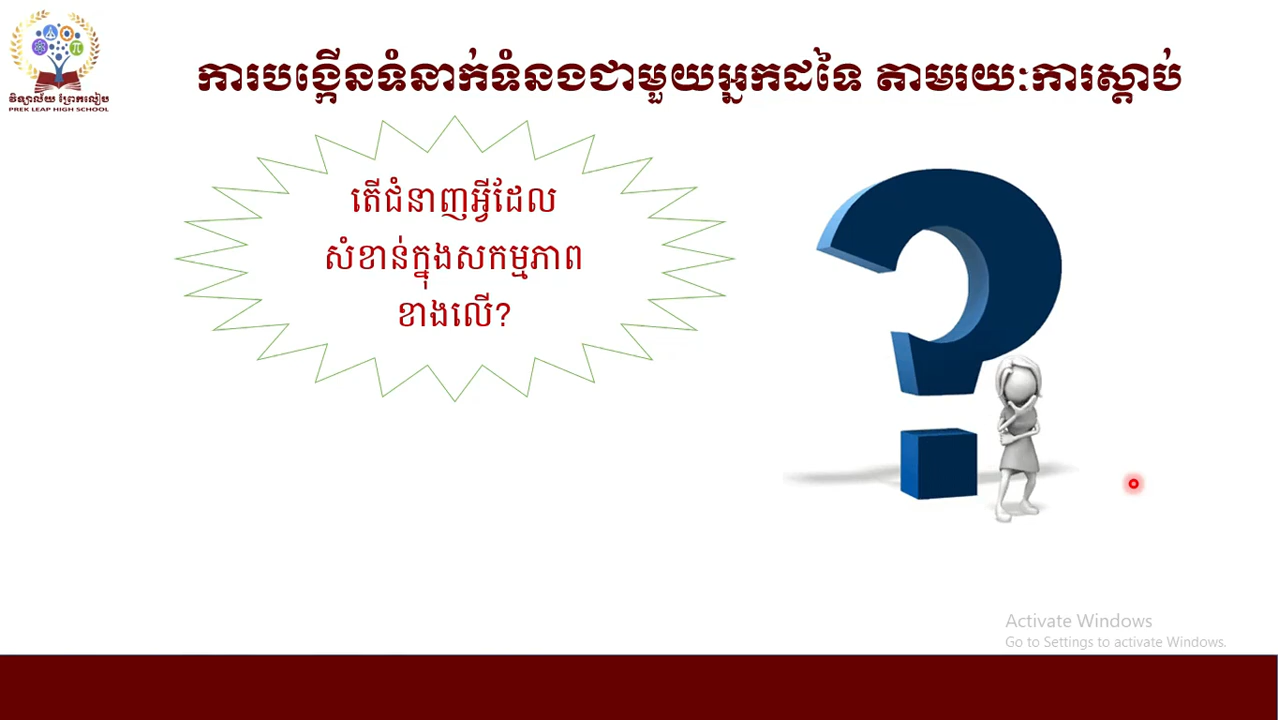 ការបង្កើនទំនាក់ទំនងជាមួយអ្នកដទៃ តាមរយៈការស្តាប់
វិទ្យាល័យ ព្រែកលៀប
PREK LEAP HIGH SCHOOL
តើជំនាញអ្វីដែល
សំខាន់ក្នុងសកម្មភាព
ខាងលើ?
Activate Windows
Go to Settings to activate Windows.